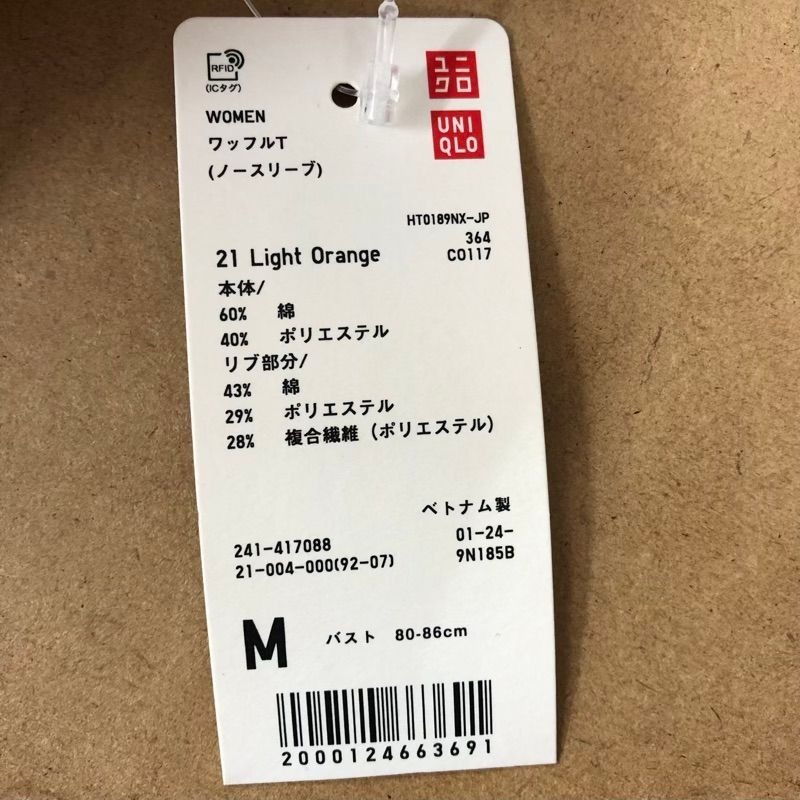 RFID
(ICタグ)
ユニ
クロ
UNI
QLO
WOMEN
ワッフルT
(ノースリーブ)
HT0189NX-JP
364
C0117
21 Light Orange
本体/
60% 綿
40% ポリエステル
リブ部分/
43% 綿
29% ポリエステル
28% 複合繊維 (ポリエステル)
ベトナム製
241-417088
01-24-
21-004-000(92-07)
9N185B
M バスト 80-86cm
2000124663691